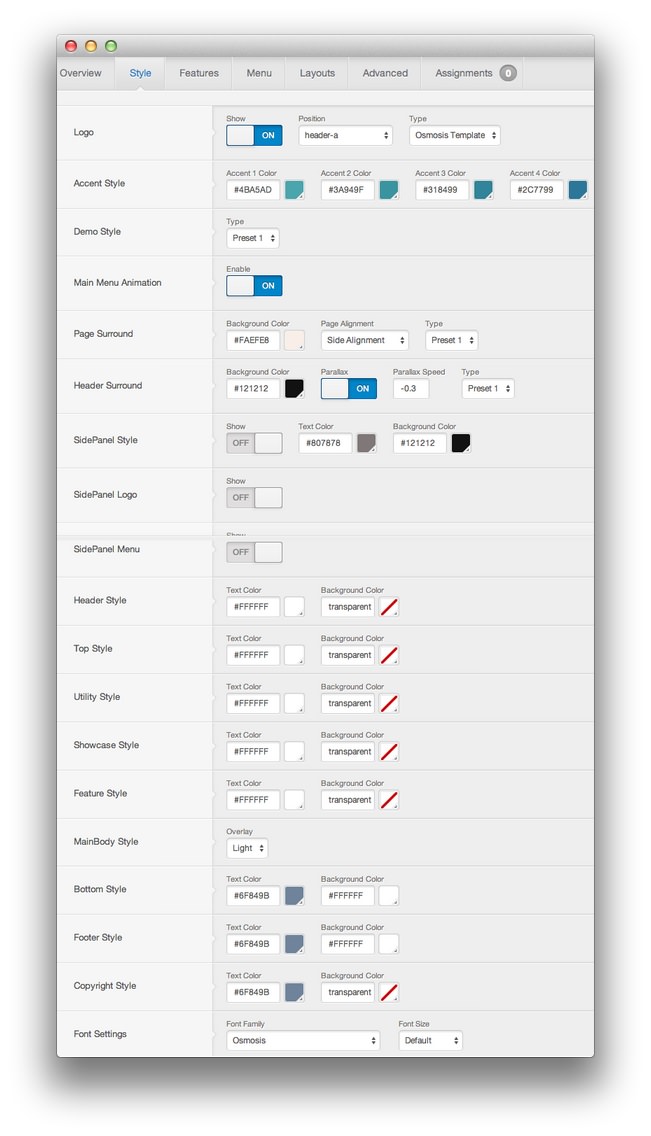 Overview Style Features Menu Layouts Advanced Assignments 0
Logo
Show Position Type
ON header-a Osmosis Template
Accent Style
Accent 1 Color Accent 2 Color Accent 3 Color Accent 4 Color
#4BA5AD #3A949F #318499 #2C7799
Demo Style
Type
Preset 1
Main Menu Animation
Enable
ON
Page Surround
Background Color Page Alignment Type
#FAEFE8 Side Alignment Preset 1
Header Surround
Background Color Parallax Parallax Speed Type
#121212 ON -0.3 Preset 1
SidePanel Style
Show Text Color Background Color
OFF #807878 #121212
SidePanel Logo
Show
OFF
SidePanel Menu
Show
OFF
Header Style
Text Color Background Color
#FFFFFF transparent
Top Style
Text Color Background Color
#FFFFFF transparent
Utility Style
Text Color Background Color
#FFFFFF transparent
Showcase Style
Text Color Background Color
#FFFFFF transparent
Feature Style
Text Color Background Color
#FFFFFF transparent
MainBody Style
Overlay
Light
Bottom Style
Text Color Background Color
#6F849B #FFFFFF
Footer Style
Text Color Background Color
#6F849B #FFFFFF
Copyright Style
Text Color Background Color
#6F849B transparent
Font Settings
Font Family Font Size
Osmosis Default